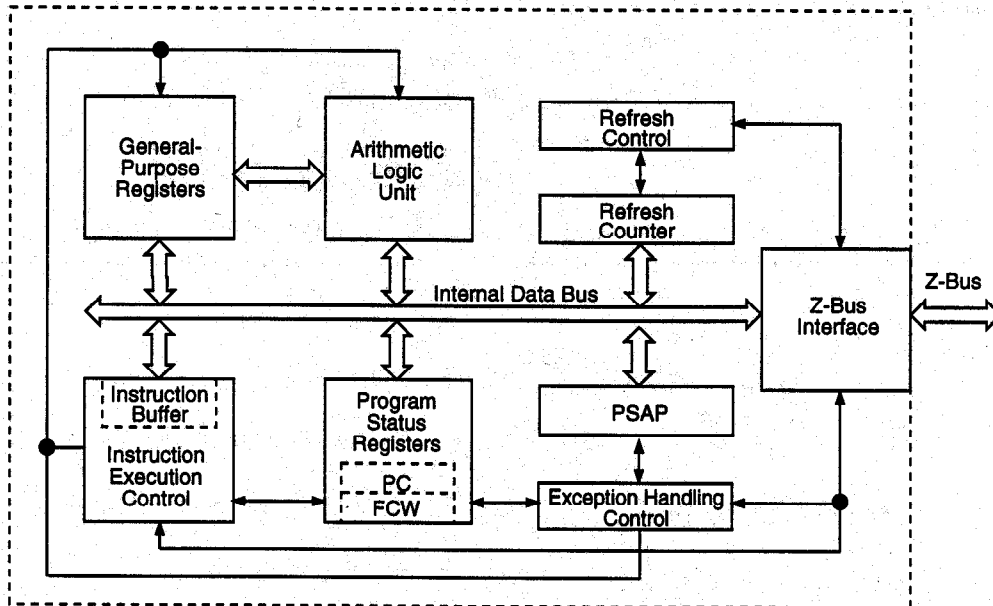 General-
Purpose
Registers
Arithmetic
Logic
Unit
Refresh
Control
Refresh
Counter
Internal Data Bus
Z-Bus
Interface
Z-Bus
Instruction
Buffer
Instruction
Execution
Control
Program
Status
Registers
PC
FCW
PSAP
Exception Handling
Control